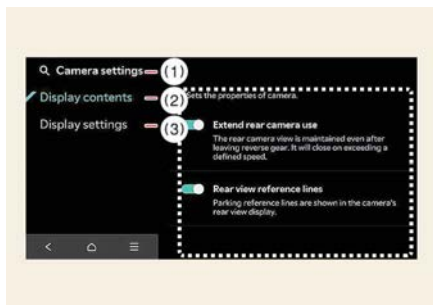 Camera settings
(1)
Display contents
(2)
Sets the properties of camera.
Display settings
(3)
Extend rear camera use
The rear camera view is maintained even after
leaving reverse gear. It will close on exceeding a
defined speed.
Rear view reference lines
Parking reference lines are shown in the camera's
rear view display.